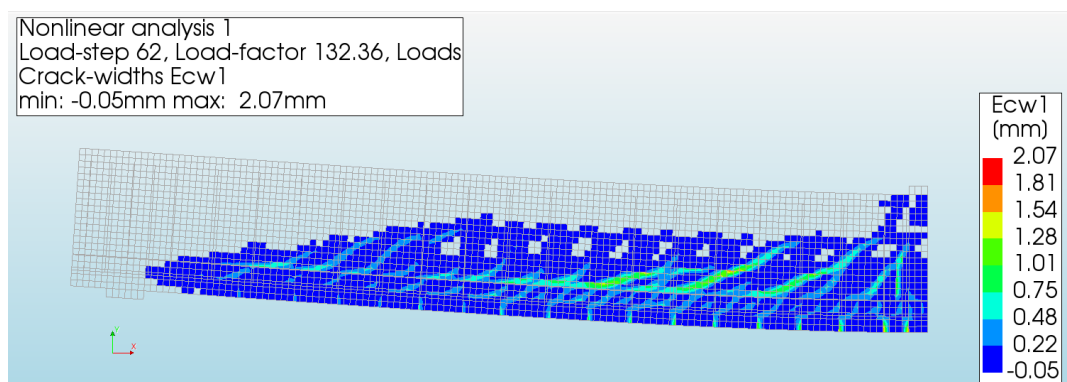 Nonlinear analysis 1
Load-step 62, Load-factor 132.36, Loads
Crack-widths Ecw1
min: -0.05mm max: 2.07mm
Ecw1
(mm)
2.07
1.81
1.54
1.28
1.01
0.75
0.48
0.22
-0.05
Y
X